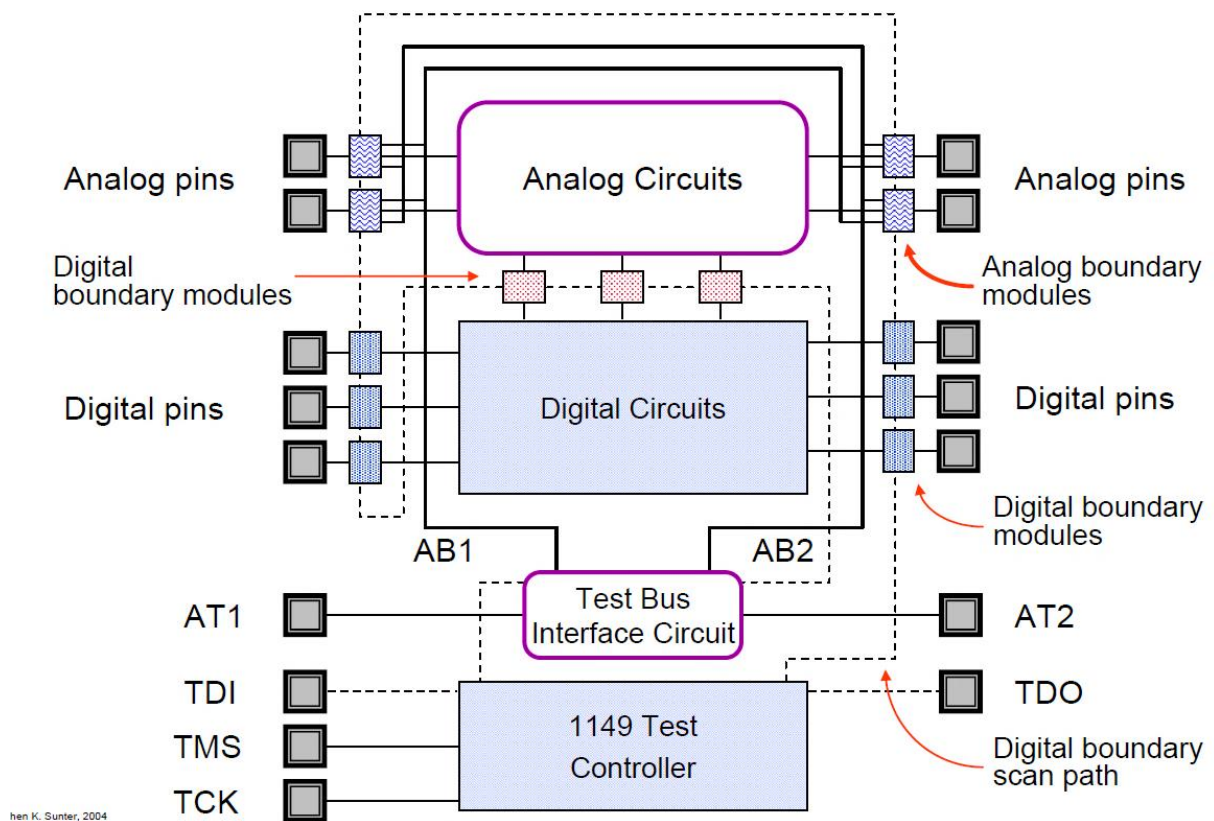 Analog pins
Analog Circuits
Analog pins
Digital
boundary modules
Analog boundary
modules
Digital pins
Digital Circuits
Digital pins
Digital boundary
modules
AB1
AB2
AT1
Test Bus
Interface Circuit
AT2
TDI
TDO
1149 Test
Controller
TMS
Digital boundary
scan path
TCK
hen K. Sunter, 2004